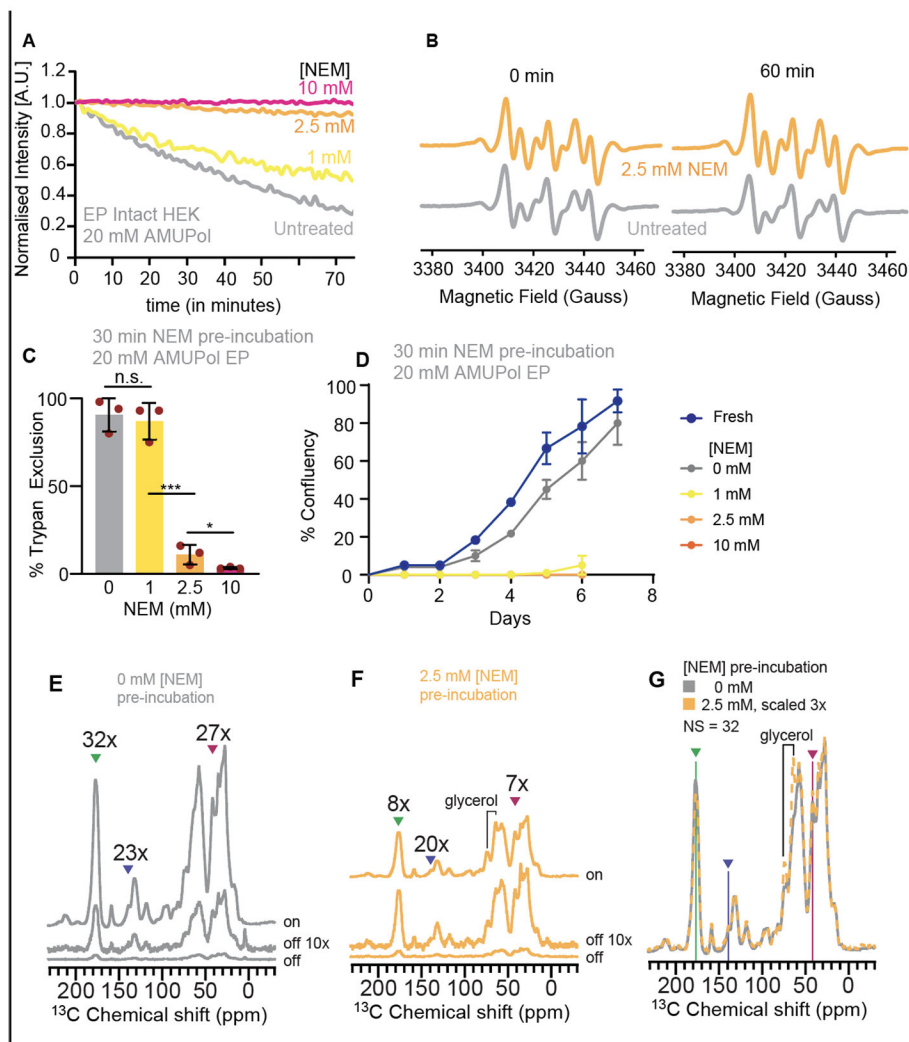 A
Normalised Intensity [A.U.]
1.2
1.0
0.8
0.6
0.4
0.2
0
[NEM]
10 mM
2.5 mM
1 mM
Untreated
EP Intact HEK
20 mM AMUPol
0 10 20 30 40 50 60 70
time (in minutes)
B
0 min
60 min
2.5 mM NEM
Untreated
3380 3400 3420 3440 3460
Magnetic Field (Gauss)
3380 3400 3420 3440 3460
Magnetic Field (Gauss)
C
30 min NEM pre-incubation
20 mM AMUPol EP
n.s.
% Trypan Exclusion
100
50
0
***
*
0 1 2.5 10
NEM (mM)
D
30 min NEM pre-incubation
20 mM AMUPol EP
% Confluency
100
80
60
40
20
0
0 2 4 6 8
Days
Fresh
[NEM]
0 mM
1 mM
2.5 mM
10 mM
E
0 mM [NEM]
pre-incubation
32x
27x
23x
on
off 10x
off
200 150 100 50 0
13C Chemical shift (ppm)
F
2.5 mM [NEM]
pre-incubation
8x
glycerol
7x
20x
on
off 10x
off
200 150 100 50 0
13C Chemical shift (ppm)
G
[NEM] pre-incubation
0 mM
2.5 mM, scaled 3x
NS = 32
glycerol
200 150 100 50 0
13C Chemical shift (ppm)